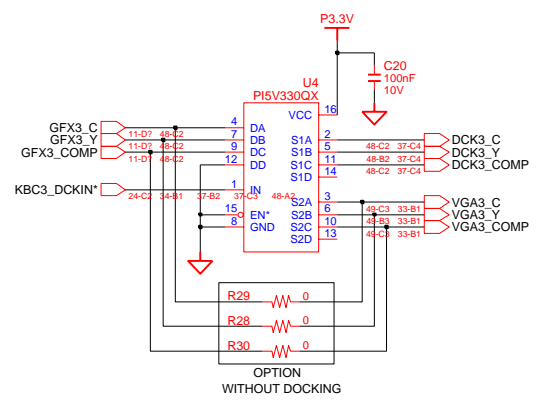 P3.3V
C20
100nF
10V
U4
PI5V330QX
16
VCC
GFX3_C
11-D? 48-C2
4
DA
S1A
2
48-C2 37-C4
DCK3_C
GFX3_Y
11-D? 48-C2
7
DB
S1B
5
48-B2 37-C4
DCK3_Y
GFX3_COMP
11-D? 48-C2
9
DC
S1C
11
48-C2 37-C4
DCK3_COMP
12
DD
S1D
14
KBC3_DCKIN*
24-C2 34-B1 37-B2 37-C3 48-A2
1
IN
S2A
3
49-C3 33-B1
VGA3_C
15
EN*
S2B
6
49-B3 33-B1
VGA3_Y
8
GND
S2C
10
49-C3 33-B1
VGA3_COMP
S2D
13
R29 0
R28 0
R30 0
OPTION
WITHOUT DOCKING